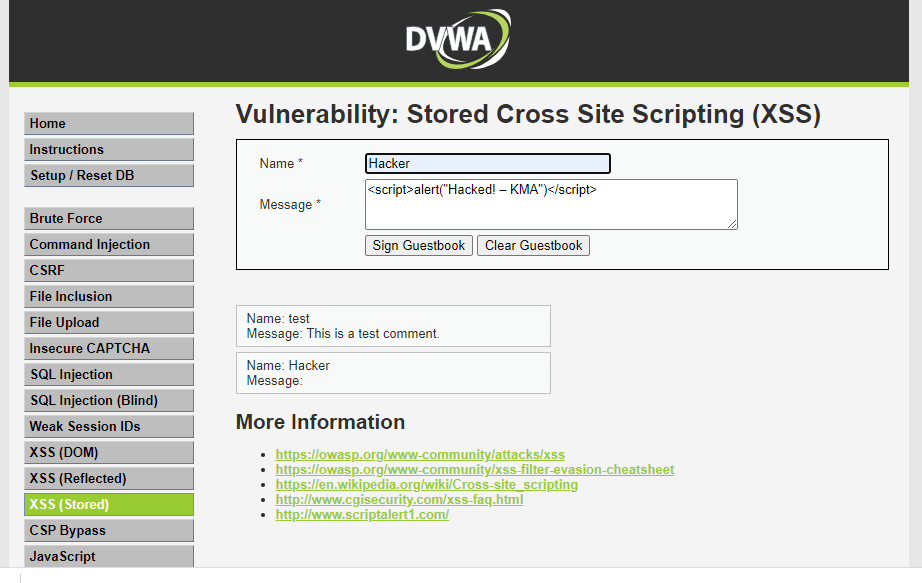 DVWA
Vulnerability: Stored Cross Site Scripting (XSS)
Home
Instructions
Setup / Reset DB
Brute Force
Command Injection
CSRF
File Inclusion
File Upload
Insecure CAPTCHA
SQL Injection
SQL Injection (Blind)
Weak Session IDs
XSS (DOM)
XSS (Reflected)
XSS (Stored)
CSP Bypass
JavaScript
Name * Hacker
Message * <script>alert("Hacked! – KMA")</script>
Sign Guestbook Clear Guestbook
Name: test
Message: This is a test comment.
Name: Hacker
Message:
More Information
https://owasp.org/www-community/attacks/xss
https://owasp.org/www-community/xss-filter-evasion-cheatsheet
https://en.wikipedia.org/wiki/Cross-site_scripting
http://www.cgisecurity.com/xss-faq.html
http://www.scriptalert1.com/